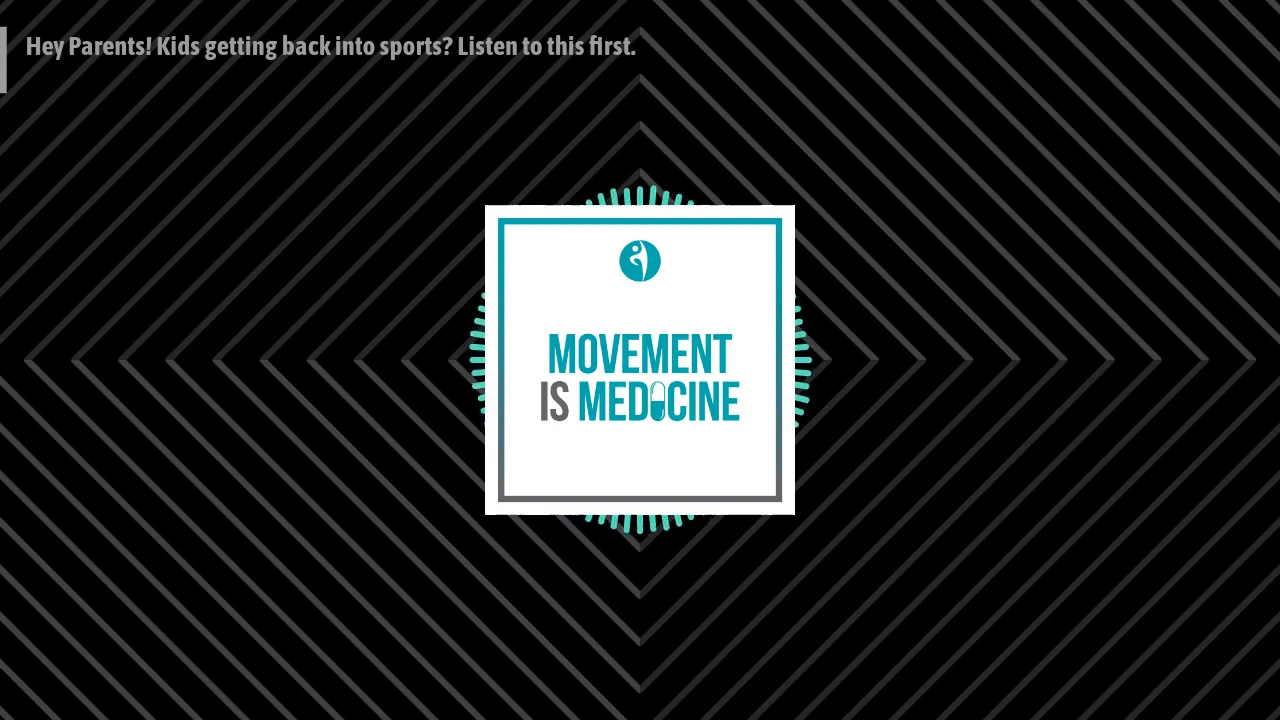 Hey Parents! Kids getting back into sports? Listen to this first.
MOVEMENT
IS MEDICINE